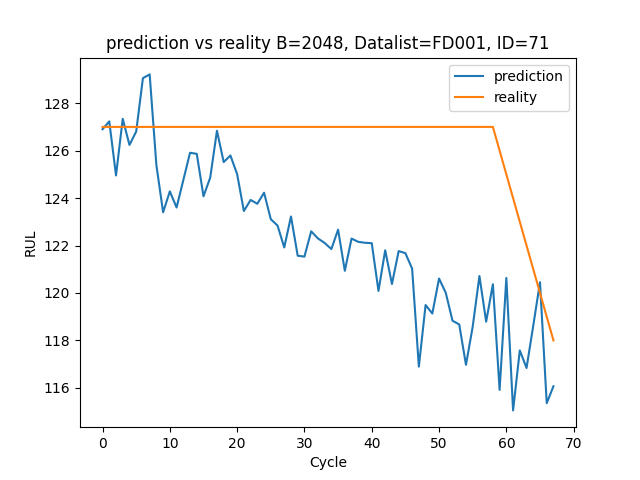 prediction vs reality B=2048, Datalist=FD001, ID=71
prediction
reality
RUL
128
126
124
122
120
118
116
0 10 20 30 40 50 60 70
Cycle